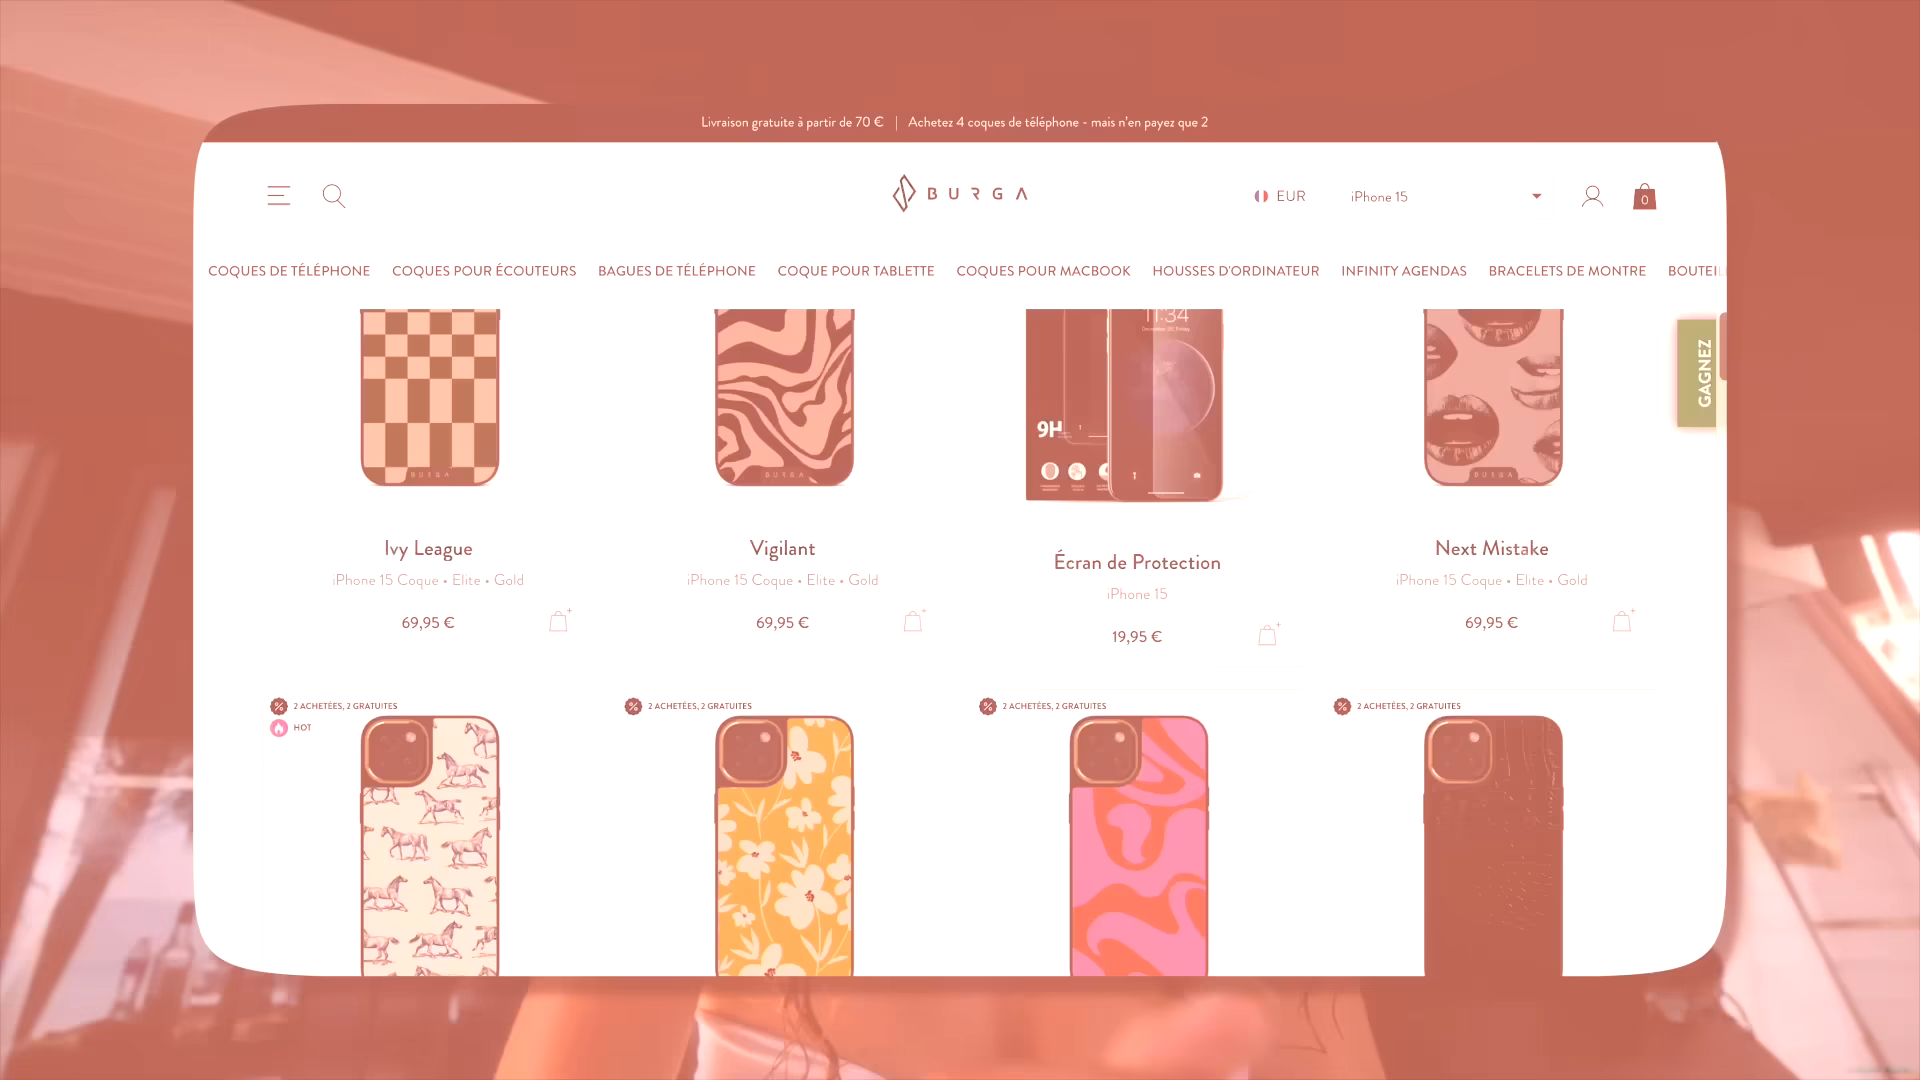 Livraison gratuite à partir de 70 € | Achetez 4 coques de téléphone - mais n'en payez que 2
BURGA
EUR
iPhone 15
0
COQUES DE TÉLÉPHONE COQUES POUR ÉCOUTEURS BAGUES DE TÉLÉPHONE COQUE POUR TABLETTE COQUES POUR MACBOOK HOUSSES D'ORDINATEUR INFINITY AGENDAS BRACELETS DE MONTRE BOUTEIL
GAGNEZ
11:34
9H
BURGA
BURGA
BURGA
Ivy League
iPhone 15 Coque • Elite • Gold
69,95 €
Vigilant
iPhone 15 Coque • Elite • Gold
69,95 €
Écran de Protection
iPhone 15
19,95 €
Next Mistake
iPhone 15 Coque • Elite • Gold
69,95 €
2 ACHETÉES, 2 GRATUITES
HOT
2 ACHETÉES, 2 GRATUITES
2 ACHETÉES, 2 GRATUITES
2 ACHETÉES, 2 GRATUITES